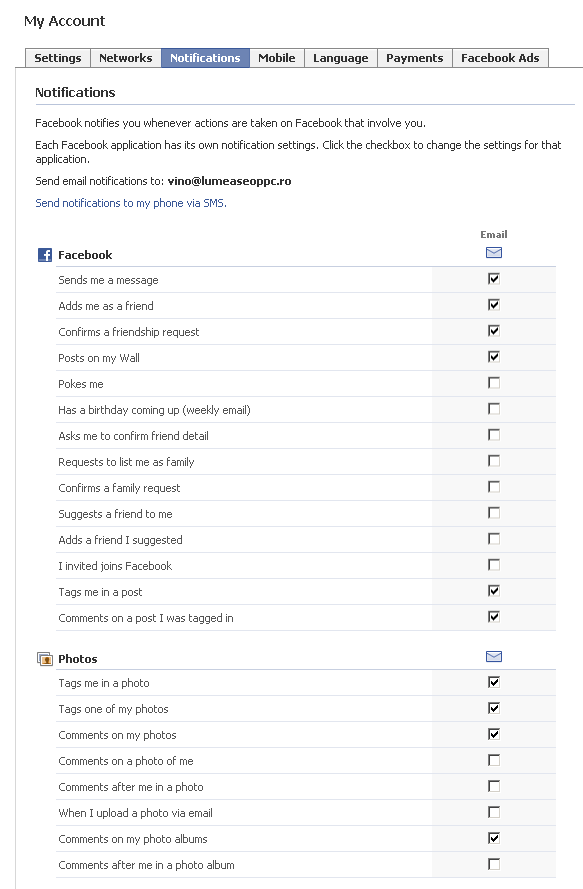 My Account
Settings Networks Notifications Mobile Language Payments Facebook Ads
Notifications
Facebook notifies you whenever actions are taken on Facebook that involve you.
Each Facebook application has its own notification settings. Click the checkbox to change the settings for that
application.
Send email notifications to: vino@lumeaseoppc.ro
Send notifications to my phone via SMS.
Email
Facebook
Sends me a message
Adds me as a friend
Confirms a friendship request
Posts on my Wall
Pokes me
Has a birthday coming up (weekly email)
Asks me to confirm friend detail
Requests to list me as family
Confirms a family request
Suggests a friend to me
Adds a friend I suggested
I invited joins Facebook
Tags me in a post
Comments on a post I was tagged in
Photos
Tags me in a photo
Tags one of my photos
Comments on my photos
Comments on a photo of me
Comments after me in a photo
When I upload a photo via email
Comments on my photo albums
Comments after me in a photo album